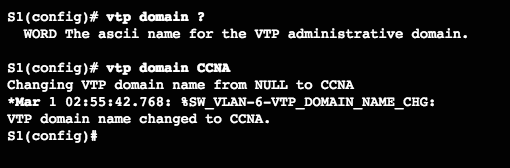 S1(config)# vtp domain ?
WORD The ascii name for the VTP administrative domain.
S1(config)# vtp domain CCNA
Changing VTP domain name from NULL to CCNA
*Mar 1 02:55:42.768: %SW_VLAN-6-VTP_DOMAIN_NAME_CHG:
VTP domain name changed to CCNA.
S1(config)#